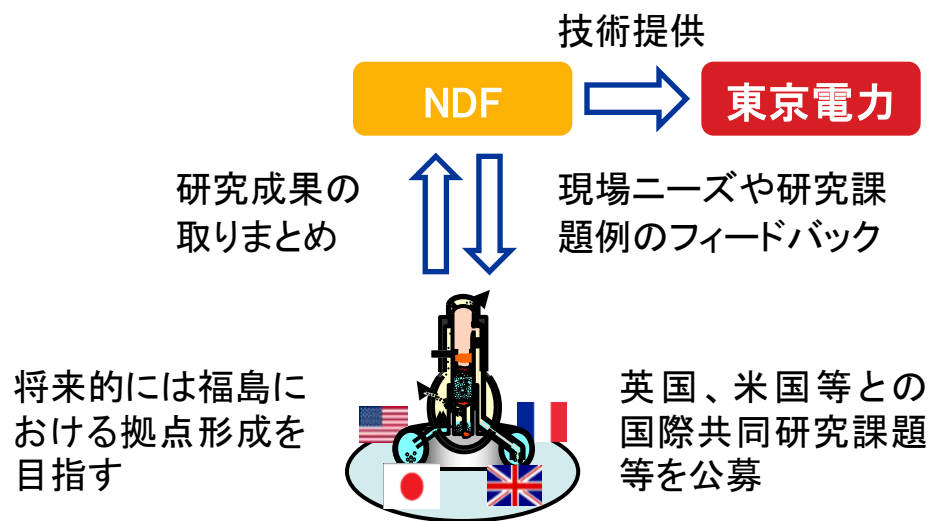 技術提供
NDF
東京電力
研究成果の
取りまとめ
現場ニーズや研究課
題例のフィードバック
将来的には福島に
おける拠点形成を
目指す
英国、米国等との
国際共同研究課題
等を公募